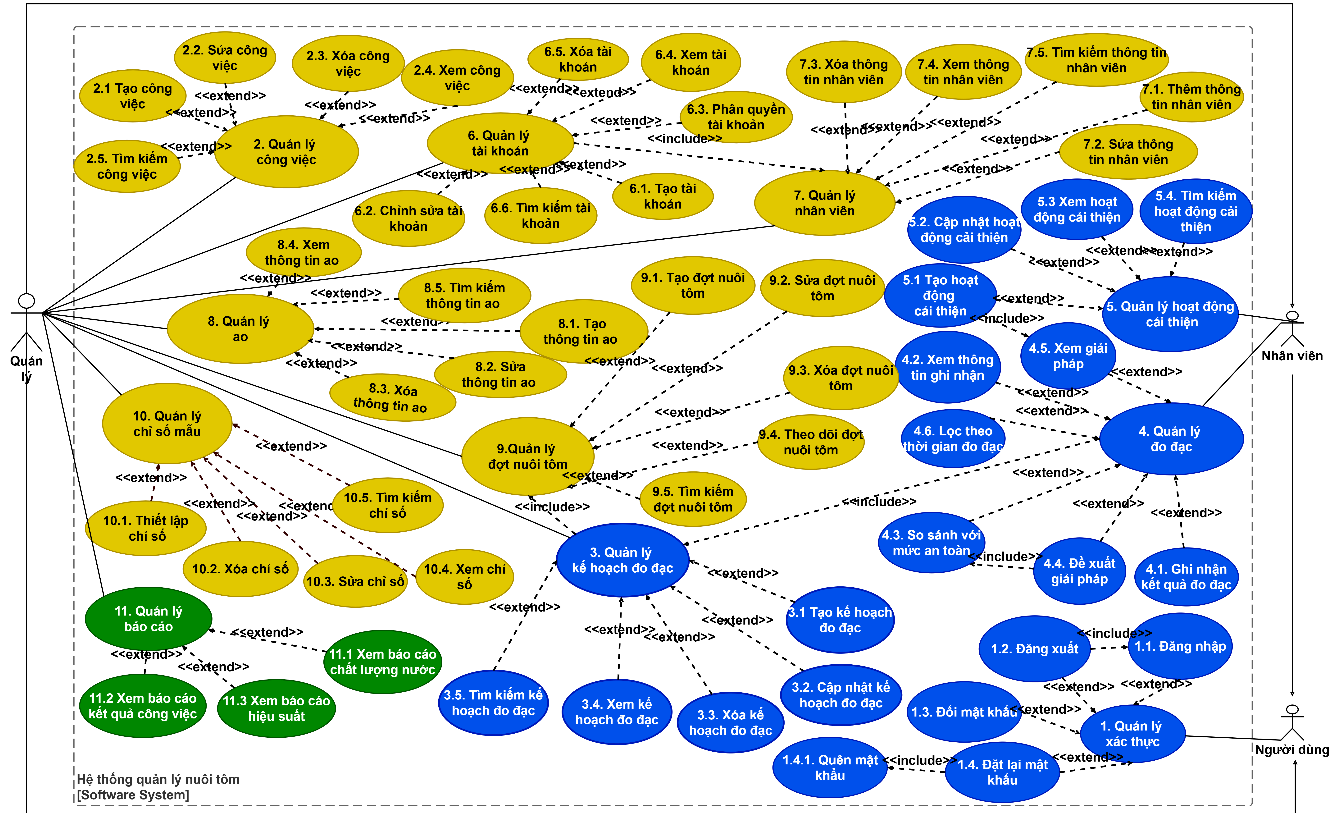 2.2. Sửa công
việc
2.3. Xóa công
việc
2.1 Tạo công
việc
2.4. Xem công
việc
2.5. Tìm kiếm
công việc
2. Quản lý
công việc
<<extend>>
<<extend>>
<<extend>>
<<extend>>
<<extend>>
6.5. Xóa tài
khoản
6.4. Xem tài
khoản
6.3. Phân quyền
tài khoản
6. Quản lý
tài khoản
6.2. Chỉnh sửa tài
khoản
6.6. Tìm kiếm tài
khoản
6.1. Tạo tài
khoản
<<extend>>
<<extend>>
<<extend>>
<<include>>
<<extend>>
<<extend>>
<<extend>>
7.3. Xóa thông
tin nhân viên
7.4. Xem thông
tin nhân viên
7.5. Tìm kiếm thông tin
nhân viên
7.1. Thêm thông
tin nhân viên
7.2. Sửa thông
tin nhân viên
7. Quản lý
nhân viên
<<extend>>
<<extend>>
<<extend>>
<<extend>>
<<extend>>
5.3 Xem hoạt
động cải thiện
5.4. Tìm kiếm
hoạt động cải
thiện
5.2. Cập nhật hoạt
động cải thiện
5.1 Tạo hoạt
động
cải thiện
5. Quản lý hoạt động
cải thiện
<<extend>>
<<extend>>
<<extend>>
<<extend>>
<<include>>
8.4. Xem
thông tin ao
8.5. Tìm kiếm
thông tin ao
8.1. Tạo
thông tin ao
8. Quản lý
ao
8.2. Sửa
thông tin ao
8.3. Xóa
thông tin ao
<<extend>>
<<extend>>
<<extend>>
<<extend>>
<<extend>>
9.1. Tạo đợt nuôi
tôm
9.2. Sửa đợt nuôi
tôm
9.3. Xóa đợt nuôi
tôm
9.4. Theo dõi đợt
nuôi tôm
9.5. Tìm kiếm
đợt nuôi tôm
9.Quản lý
đợt nuôi tôm
<<extend>>
<<extend>>
<<extend>>
<<extend>>
<<extend>>
<<include>>
Quản
lý
Nhân viên
Người dùng
4.5. Xem giải
pháp
4.2. Xem thông
tin ghi nhận
4.6. Lọc theo
thời gian đo đạc
4. Quản lý
đo đạc
4.3. So sánh với
mức an toàn
4.4. Đề xuất
giải pháp
4.1. Ghi nhận
kết quả đo đạc
<<extend>>
<<extend>>
<<extend>>
<<extend>>
<<extend>>
<<extend>>
<<include>>
<<include>>
10. Quản lý
chỉ số mẫu
10.1. Thiết lập
chỉ số
10.2. Xóa chỉ số
10.3. Sửa chỉ số
10.4. Xem chỉ
số
10.5. Tìm kiếm
chỉ số
<<extend>>
<<extend>>
<<extend>>
<<extend>>
<<extend>>
3. Quản lý
kế hoạch đo đạc
3.1 Tạo kế hoạch
đo đạc
3.2. Cập nhật kế
hoạch đo đạc
3.3. Xóa kế
hoạch đo đạc
3.4. Xem kế
hoạch đo đạc
3.5. Tìm kiếm kế
hoạch đo đạc
<<extend>>
<<extend>>
<<extend>>
<<extend>>
<<extend>>
11. Quản lý
báo cáo
11.1 Xem báo cáo
chất lượng nước
11.2 Xem báo cáo
kết quả công việc
11.3 Xem báo cáo
hiệu suất
<<extend>>
<<extend>>
<<extend>>
1.2. Đăng xuất
1.1. Đăng nhập
1.3. Đổi mật khẩu
1. Quản lý
xác thực
1.4.1. Quên mật
khẩu
1.4. Đặt lại mật
khẩu
<<include>>
<<extend>>
<<extend>>
<<extend>>
<<include>>
<<extend>>
Hệ thống quản lý nuôi tôm
[Software System]